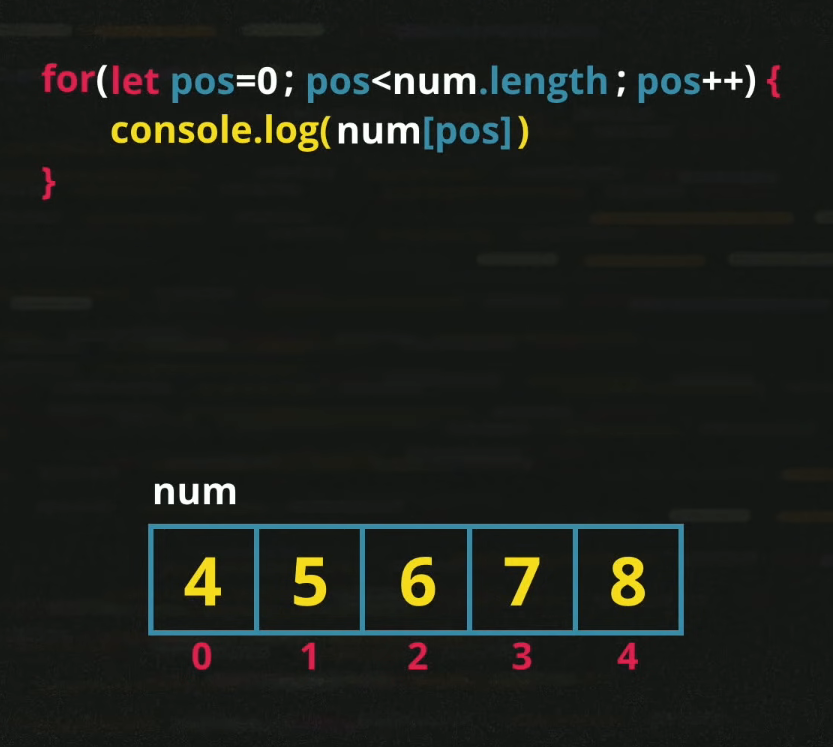 for(let pos=0; pos<num.length; pos++) {
console.log(num[pos])
}
num
4 5 6 7 8
0 1 2 3 4